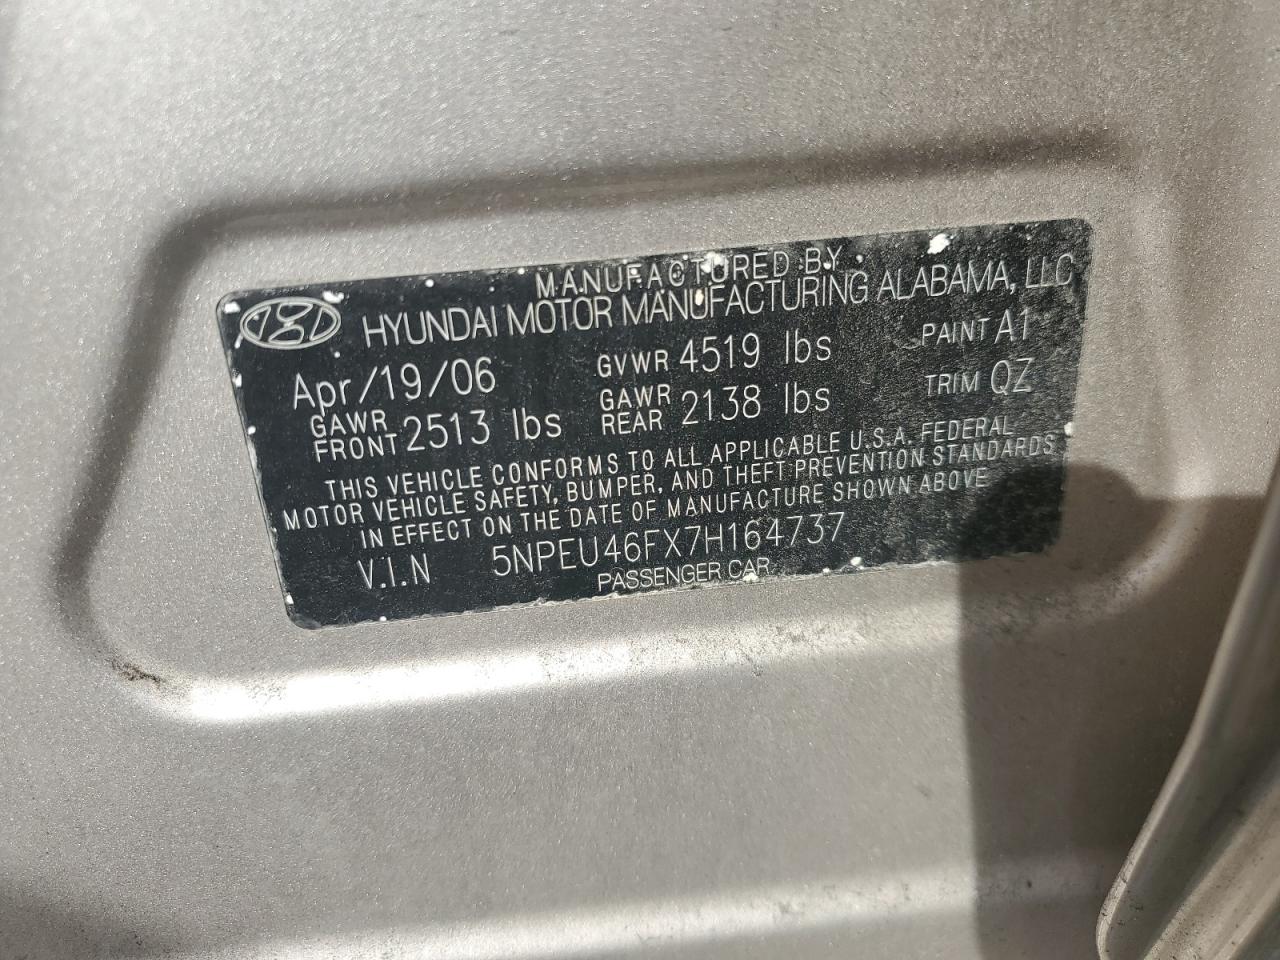 MANUFACTURED BY
HYUNDAI MOTOR MANUFACTURING ALABAMA, LLC
Apr/19/06 GVWR 4519 lbs PAINT A1
GAWR FRONT 2513 lbs GAWR REAR 2138 lbs TRIM QZ
THIS VEHICLE CONFORMS TO ALL APPLICABLE U.S.A. FEDERAL
MOTOR VEHICLE SAFETY, BUMPER, AND THEFT PREVENTION STANDARDS
IN EFFECT ON THE DATE OF MANUFACTURE SHOWN ABOVE
V.I.N 5NPEU46FX7H164737
PASSENGER CAR